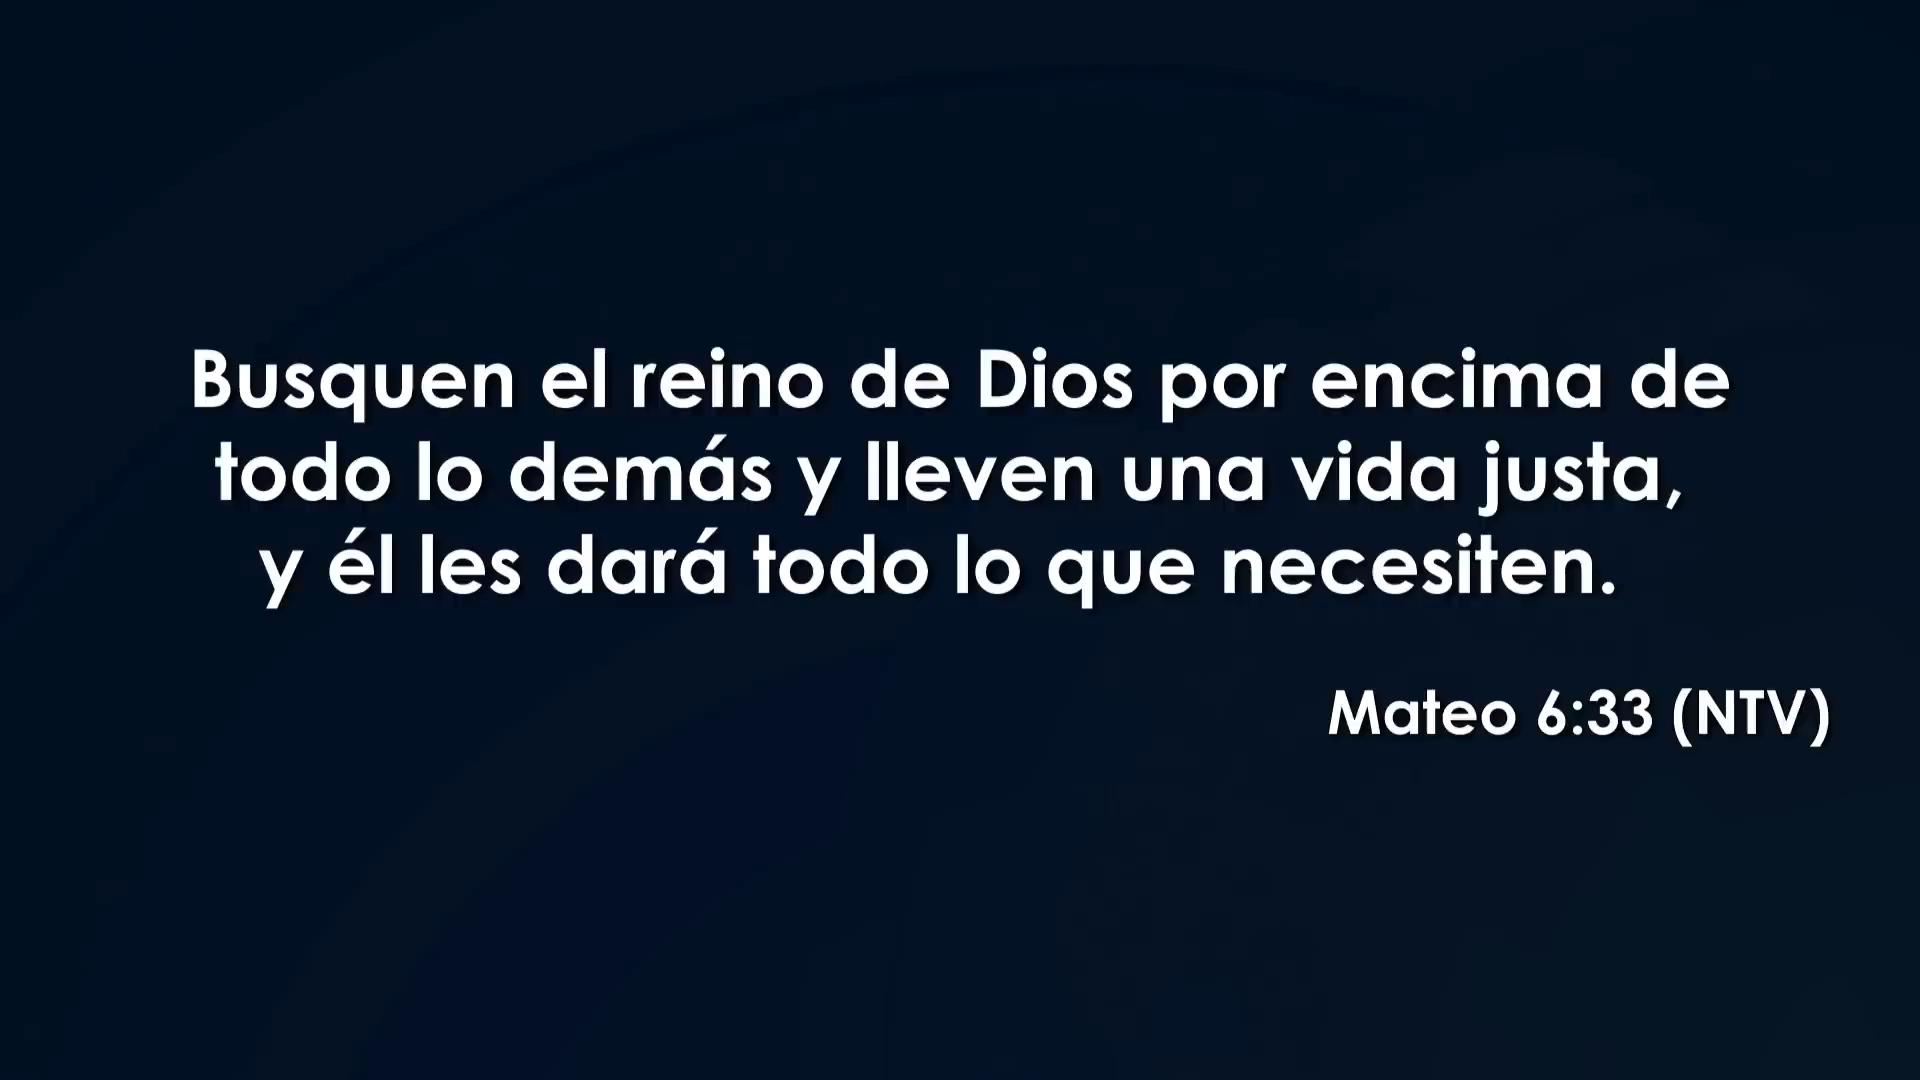 Busquen el reino de Dios por encima de
todo lo demás y lleven una vida justa,
y él les dará todo lo que necesiten.
Mateo 6:33 (NTV)